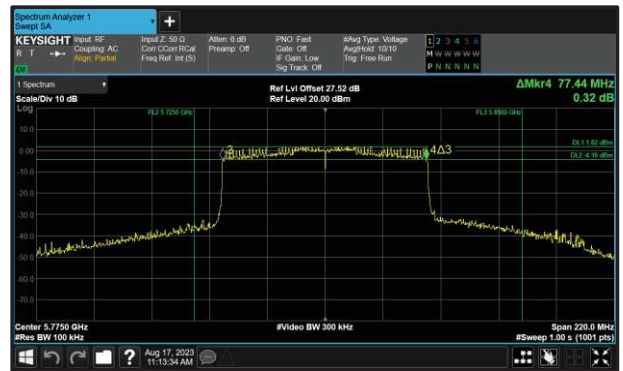 Spectrum Analyzer 1
Swept SA
+
KEYSIGHT Input: RF Input Z: 50 Ω Atten: 6 dB PNO: Fast #Avg Type: Voltage 1 2 3 4 5 6
R T Coupling: AC Corr CCorr RCal Preamp: Off Gate: Off Avg|Hold: 10/10 M W W W W W
Align: Partial Freq Ref: Int (S) IF Gain: Low Trig: Free Run
Sig Track: Off P N N N N N
1 Spectrum ΔMkr4 77.44 MHz
Ref Lvl Offset 27.52 dB
Scale/Div 10 dB Ref Level 20.00 dBm 0.32 dB
Log FL2 5.7250 GHz FL3 5.8500 GHz
10.0
DL1 1.82 dBm
0.00 3 4Δ3
DL2 -4.18 dBm
-10.0
-20.0
-30.0
-40.0
-50.0
-60.0
-70.0
Center 5.7750 GHz #Video BW 300 kHz Span 220.0 MHz
#Res BW 100 kHz #Sweep 1.00 s (1001 pts)
? Aug 17, 2023
11:13:34 AM